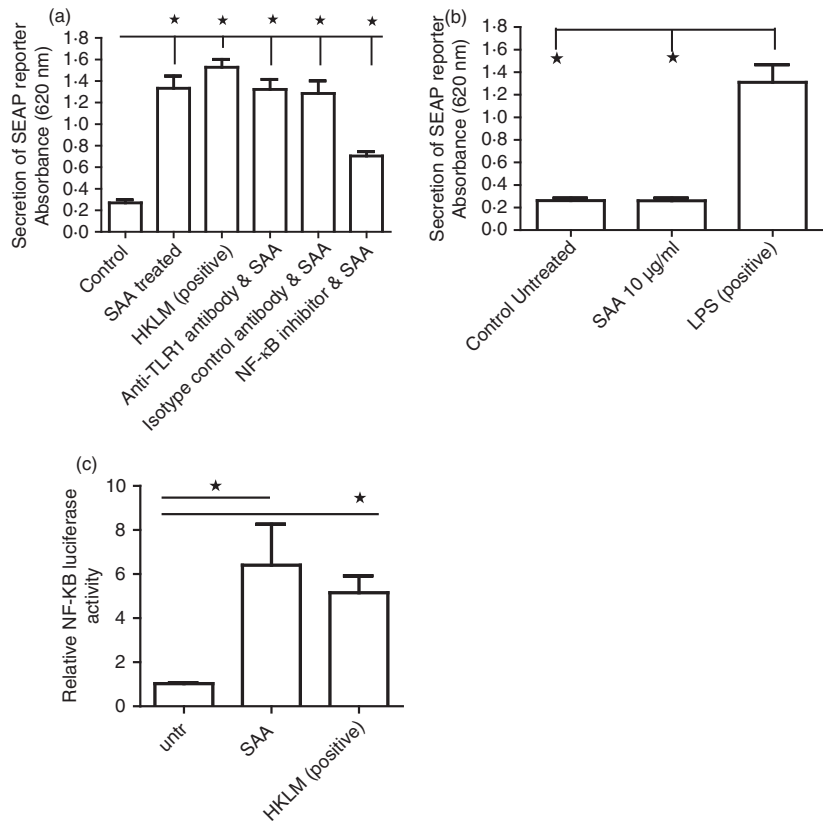 (a)
Secretion of SEAP reporter
Absorbance (620 nm)
1·8
1·6
1·4
1·2
1·0
0·8
0·6
0·4
0·2
0·0
Control
SAA treated
HKLM (positive)
Anti-TLR1 antibody & SAA
Isotype control antibody & SAA
NF-κB inhibitor & SAA
(b)
Secretion of SEAP reporter
Absorbance (620 nm)
1·8
1·6
1·4
1·2
1·0
0·8
0·6
0·4
0·2
0·0
Control Untreated
SAA 10 μg/ml
LPS (positive)
(c)
Relative NF-KB luciferase
activity
10
8
6
4
2
0
untr
SAA
HKLM (positive)